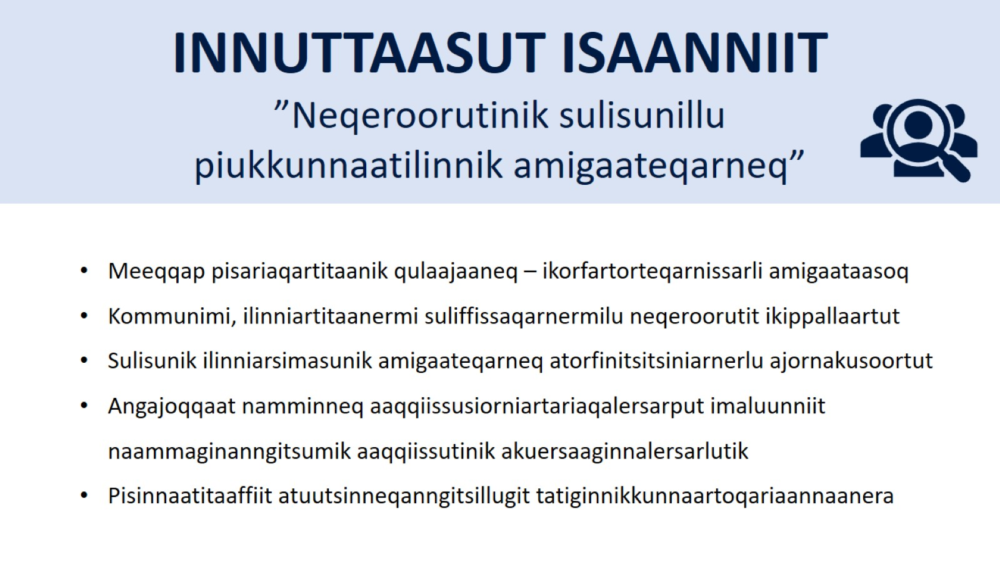 INNUTTAASUT ISAANNIIT
”Neqeroorutinik sulisunillu
piukkunnaatilinnik amigaateqarneq”
• Meeqqap pisariaqartitaanik qulaajaaneq – ikorfartorteqarnissarli amigaataasoq
• Kommunimi, ilinniartitaanermi suliffissaqarnermilu neqeroorutit ikippallaartut
• Sulisunik ilinniarsimasunik amigaateqarneq atorfinitsitsiniarnerlu ajornakusoortut
• Angajoqqaat namminneq aaqqiissusiorniartariaqalersarput imaluunniit
naammaginanngitsumik aaqqiissutinik akuersaaginnalersarlutik
• Pisinnaatitaaffiit atuutsinneqanngitsillugit tatiginnikkunnaartoqariaannaanera